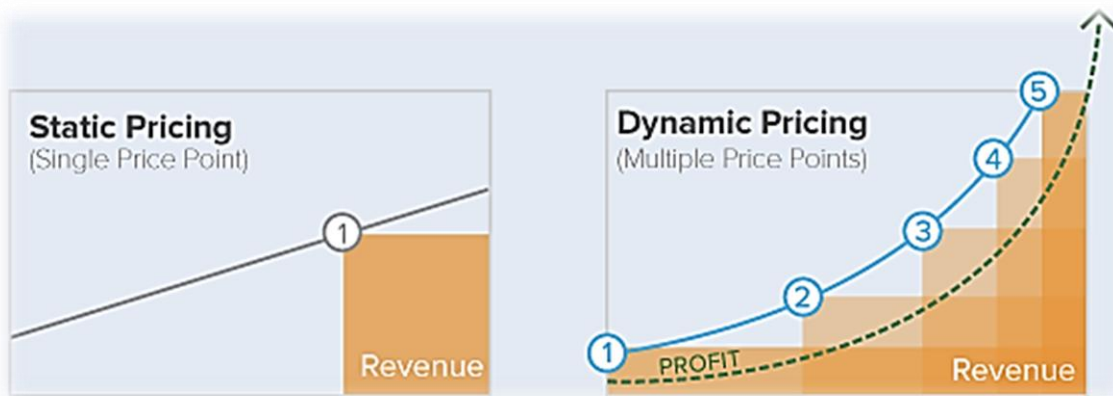 Static Pricing
(Single Price Point)
1
Revenue
Dynamic Pricing
(Multiple Price Points)
5
4
3
2
1
PROFIT
Revenue